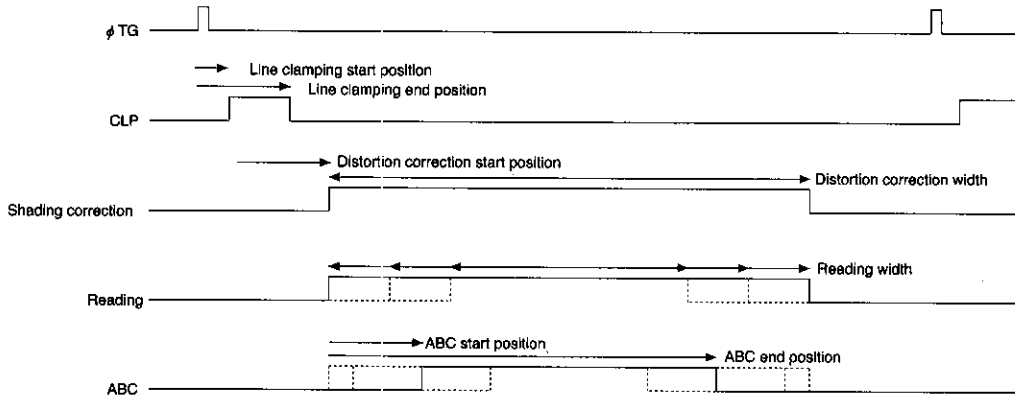 ϕ TG
Line clamping start position
Line clamping end position
CLP
Distortion correction start position
Distortion correction width
Shading correction
Reading width
Reading
ABC start position
ABC end position
ABC